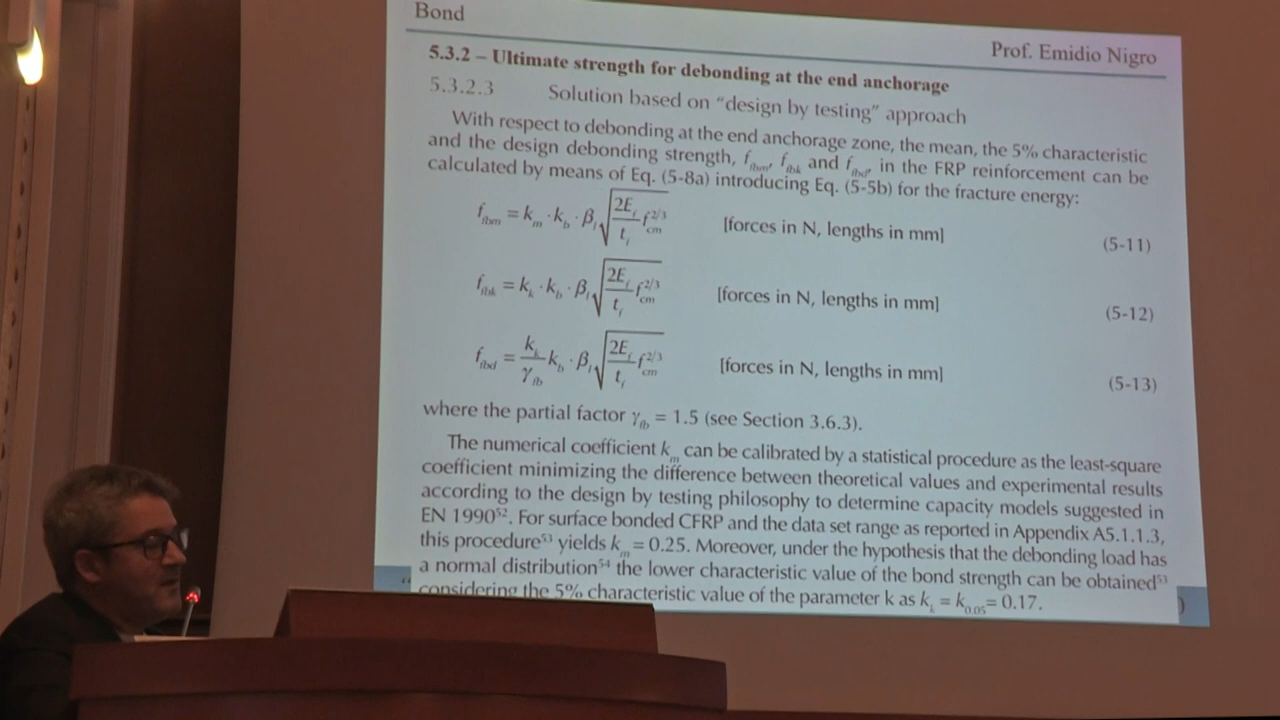 Bond
Prof. Emidio Nigro
5.3.2 – Ultimate strength for debonding at the end anchorage
5.3.2.3 Solution based on “design by testing” approach
With respect to debonding at the end anchorage zone, the mean, the 5% characteristic
and the design debonding strength, f_fbm, f_fbk and f_fbd, in the FRP reinforcement can be
calculated by means of Eq. (5-8a) introducing Eq. (5-5b) for the fracture energy:
f_fbm = k_m · k_b · β_l √(2E_f / t_f f_cm^2/3) [forces in N, lengths in mm] (5-11)
f_fbk = k_k · k_b · β_l √(2E_f / t_f f_cm^2/3) [forces in N, lengths in mm] (5-12)
f_fbd = k_k / γ_fb k_b · β_l √(2E_f / t_f f_cm^2/3) [forces in N, lengths in mm] (5-13)
where the partial factor γ_fb = 1.5 (see Section 3.6.3).
The numerical coefficient k_m can be calibrated by a statistical procedure as the least-square
coefficient minimizing the difference between theoretical values and experimental results
according to the design by testing philosophy to determine capacity models suggested in
EN 1990⁵². For surface bonded CFRP and the data set range as reported in Appendix A5.1.1.3,
this procedure⁵³ yields k_m = 0.25. Moreover, under the hypothesis that the debonding load has
a normal distribution⁵⁴ the lower characteristic value of the bond strength can be obtained⁵³
considering the 5% characteristic value of the parameter k as k_k = k_0.05 = 0.17.